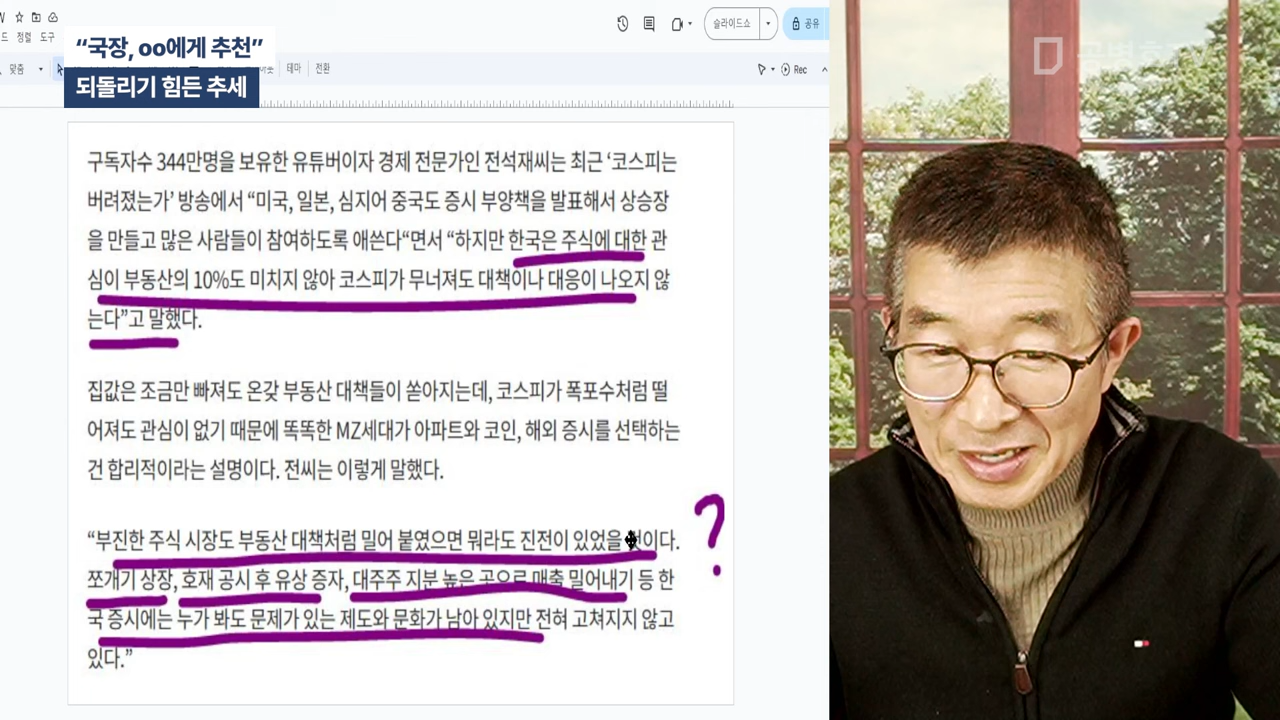 “국장, oo에게 추천”
되돌리기 힘든 추세
정렬 도구
슬라이드쇼
공유
맞춤
테마
전환
Rec
구독자수 344만명을 보유한 유튜버이자 경제 전문가인 전석재씨는 최근 ‘코스피는
버려졌는가’ 방송에서 “미국, 일본, 심지어 중국도 증시 부양책을 발표해서 상승장
을 만들고 많은 사람들이 참여하도록 애쓴다“면서 “하지만 한국은 주식에 대한 관
심이 부동산의 10%도 미치지 않아 코스피가 무너져도 대책이나 대응이 나오지 않
는다”고 말했다.
집값은 조금만 빠져도 온갖 부동산 대책들이 쏟아지는데, 코스피가 폭포수처럼 떨
어져도 관심이 없기 때문에 똑똑한 MZ세대가 아파트와 코인, 해외 증시를 선택하는
건 합리적이라는 설명이다. 전씨는 이렇게 말했다.
“부진한 주식 시장도 부동산 대책처럼 밀어 붙였으면 뭐라도 진전이 있었을 것이다.
?
쪼개기 상장, 호재 공시 후 유상 증자, 대주주 지분 높은 곳으로 매출 밀어내기 등 한
국 증시에는 누가 봐도 문제가 있는 제도와 문화가 남아 있지만 전혀 고쳐지지 않고
있다.”